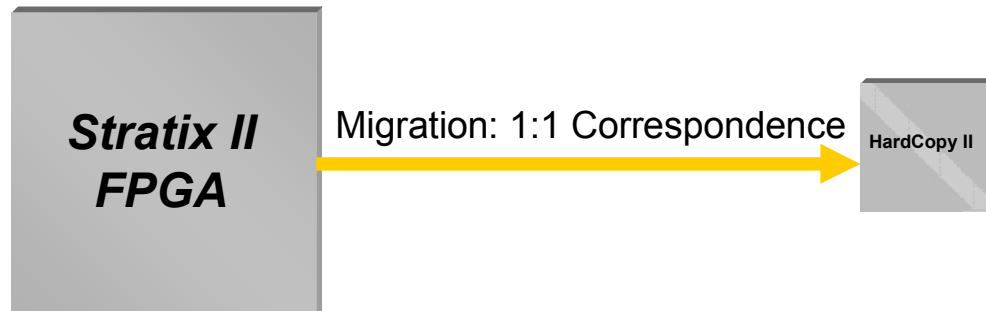 Stratix II
FPGA
Migration: 1:1 Correspondence
HardCopy II